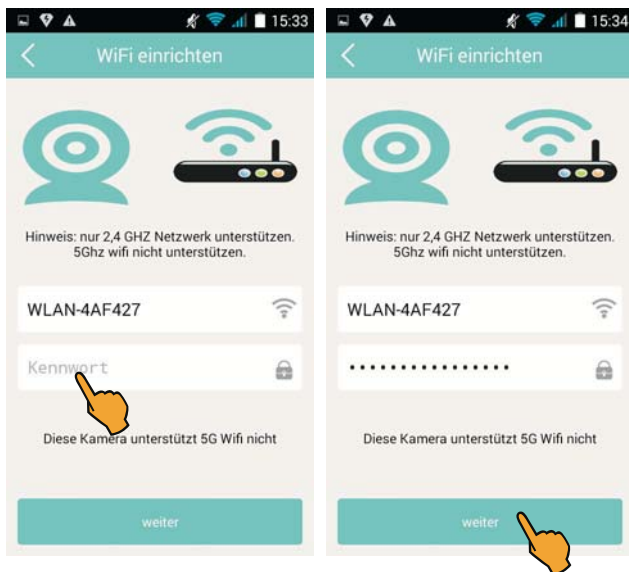 15:33
WiFi einrichten
Hinweis: nur 2,4 GHZ Netzwerk unterstützen.
5Ghz wifi nicht unterstützen.
WLAN-4AF427
Kennwort
Diese Kamera unterstützt 5G Wifi nicht
weiter
15:34
WiFi einrichten
Hinweis: nur 2,4 GHZ Netzwerk unterstützen.
5Ghz wifi nicht unterstützen.
WLAN-4AF427
••••••••••••••••
Diese Kamera unterstützt 5G Wifi nicht
weiter